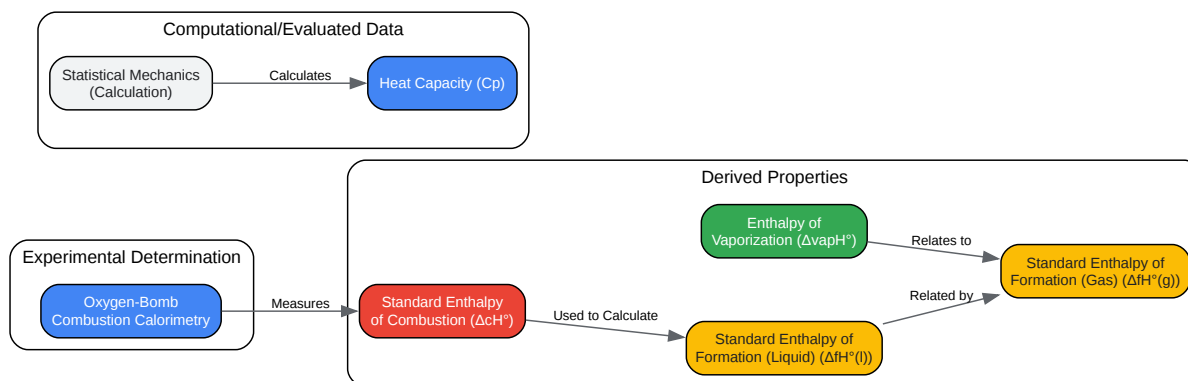 Computational/Evaluated Data
Statistical Mechanics
(Calculation)
Calculates
Heat Capacity (Cp)
Derived Properties
Enthalpy of
Vaporization (ΔvapH°)
Relates to
Standard Enthalpy of
Formation (Gas) (ΔfH°(g))
Experimental Determination
Oxygen-Bomb
Combustion Calorimetry
Measures
Standard Enthalpy
of Combustion (ΔcH°)
Used to Calculate
Standard Enthalpy of
Formation (Liquid) (ΔfH°(l))
Related by